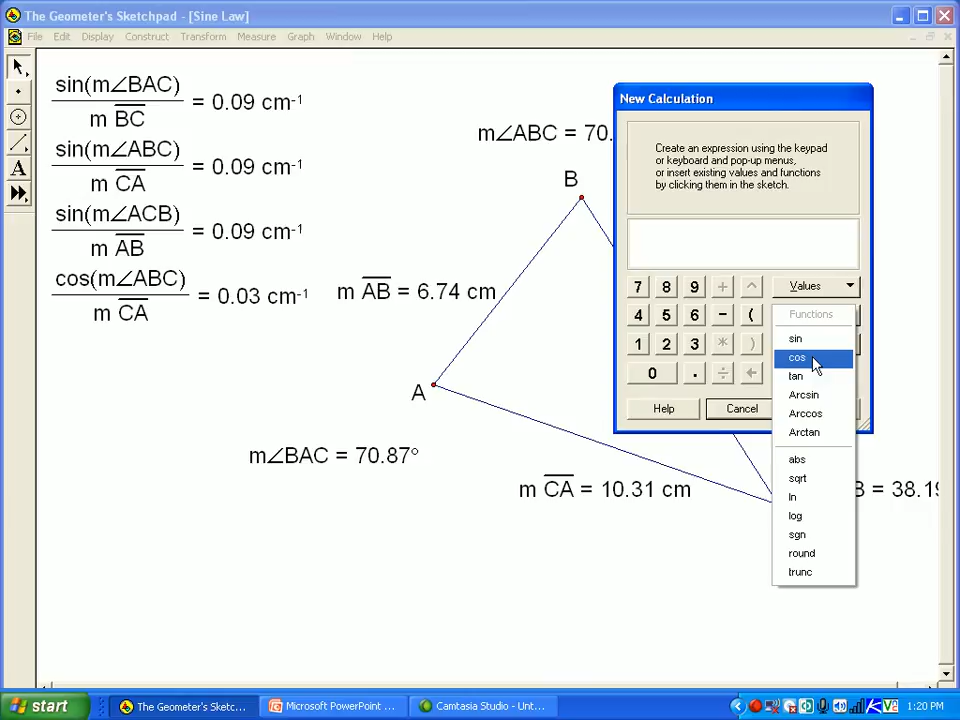 The Geometer's Sketchpad - [Sine Law]
File Edit Display Construct Transform Measure Graph Window Help
sin(m∠BAC)
m BC
= 0.09 cm-1
sin(m∠ABC)
m CA
= 0.09 cm-1
sin(m∠ACB)
m AB
= 0.09 cm-1
cos(m∠ABC)
m CA
= 0.03 cm-1
m∠ABC = 70.
B
m AB = 6.74 cm
A
m∠BAC = 70.87°
m CA = 10.31 cm
B = 38.19
New Calculation
Create an expression using the keypad
or keyboard and pop-up menus,
or insert existing values and functions
by clicking them in the sketch.
7 8 9 + ^ Values
4 5 6 - (
1 2 3 * )
0 . ÷ ←
Help Cancel
Functions
sin
cos
tan
Arcsin
Arccos
Arctan
abs
sqrt
ln
log
sgn
round
trunc
A
start The Geometer's Sketc... Microsoft PowerPoint ... Camtasia Studio - Unt... 1:20 PM